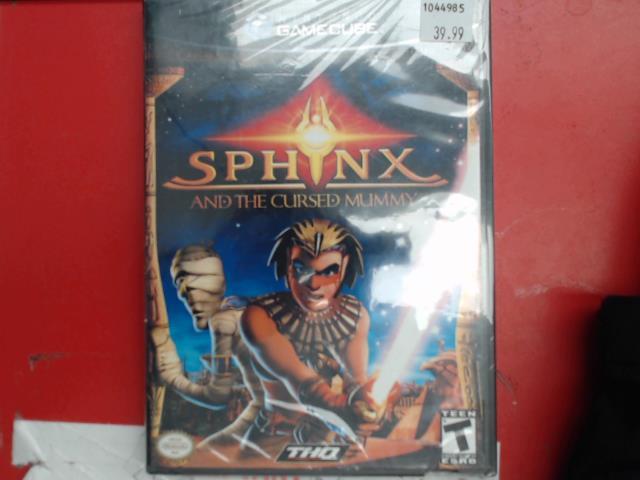 1044985
39.99
GAMECUBE
SPHINX
AND THE CURSED MUMMY
TEEN
T
ESRB
THQ